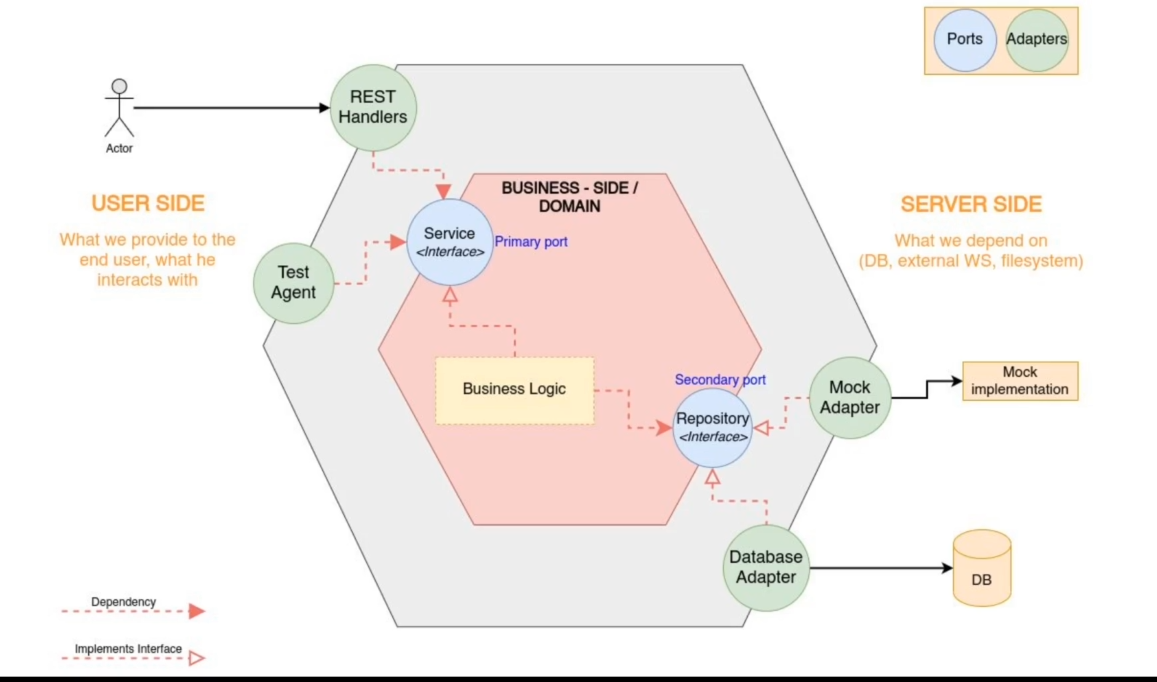 Ports
Adapters
REST
Handlers
Actor
BUSINESS - SIDE /
DOMAIN
USER SIDE
What we provide to the
end user, what he
interacts with
SERVER SIDE
What we depend on
(DB, external WS, filesystem)
Service
<Interface>
Primary port
Test
Agent
Business Logic
Secondary port
Repository
<Interface>
Mock
Adapter
Mock
implementation
Database
Adapter
DB
Dependency
Implements Interface